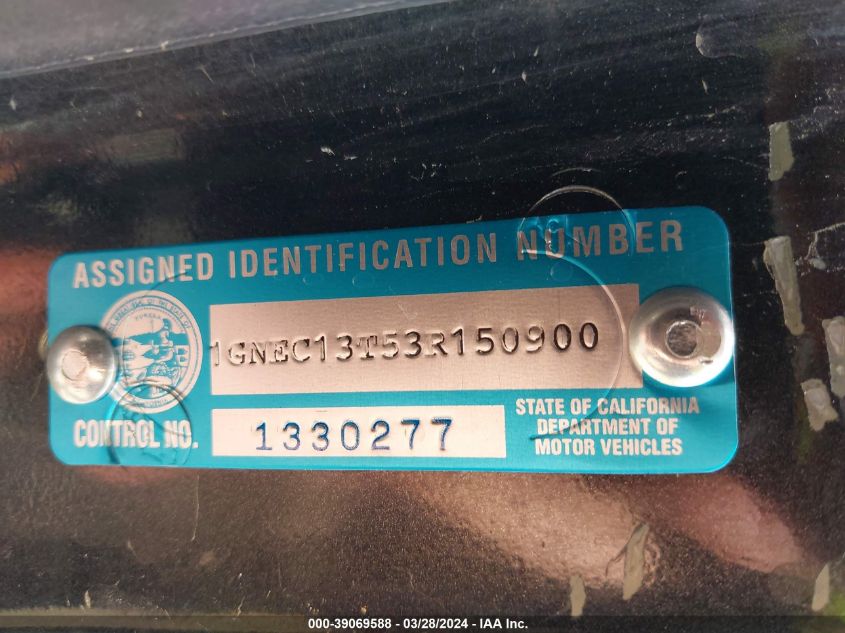 ASSIGNED IDENTIFICATION NUMBER
1GNEC13T53R150900
CONTROL NO. 1330277
STATE OF CALIFORNIA
DEPARTMENT OF
MOTOR VEHICLES
000-39069588 - 03/28/2024 - IAA Inc.